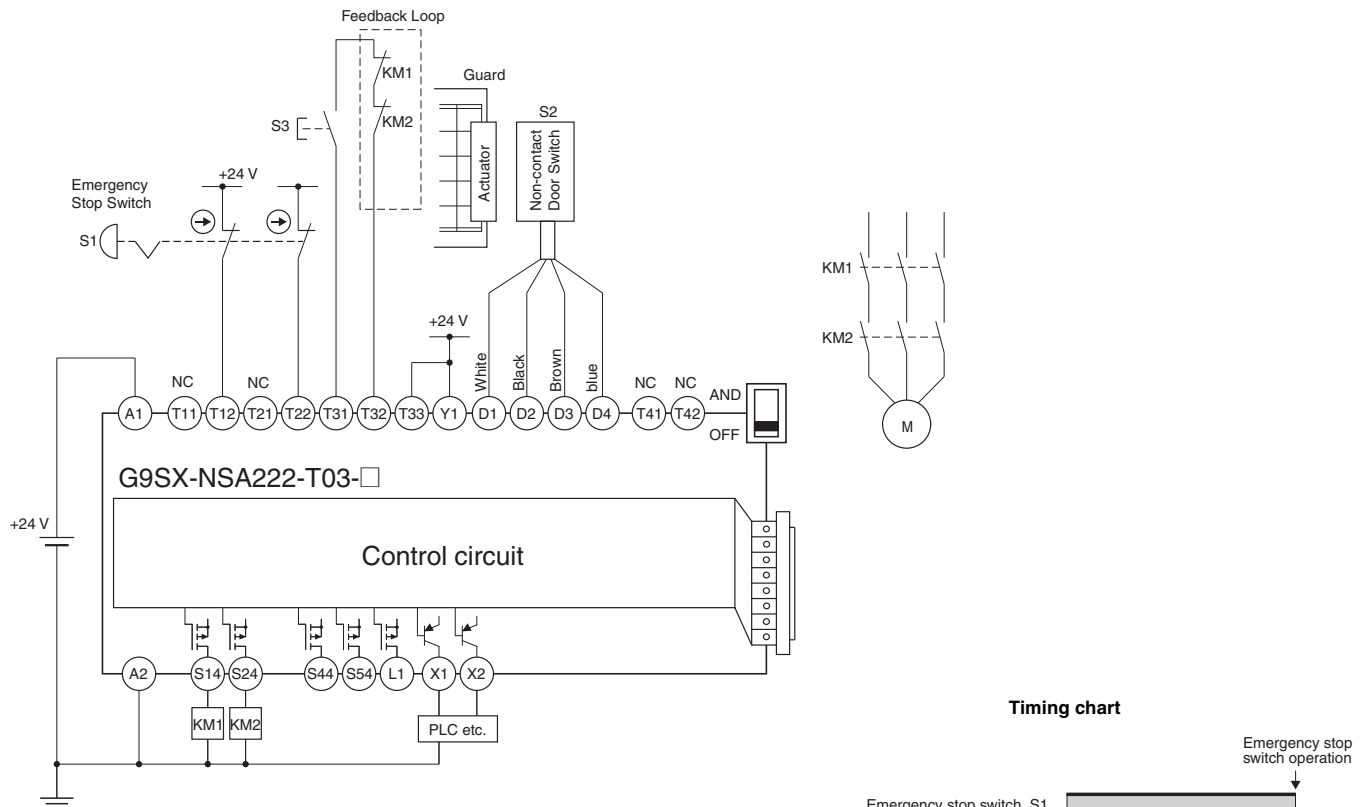 Feedback Loop
KM1
Guard
S2
S3
KM2
Actuator
Non-contact
Door Switch
+24 V
Emergency
Stop Switch
S1
KM1
+24 V
KM2
White
Black
Brown
blue
NC
NC
NC
NC
AND
A1
T11
T12
T21
T22
T31
T32
T33
Y1
D1
D2
D3
D4
T41
T42
OFF
M
G9SX-NSA222-T03-□
+24 V
Control circuit
A2
S14
S24
S44
S54
L1
X1
X2
KM1
KM2
PLC etc.
Timing chart
Emergency stop
switch operation
Emergency stop switch S1